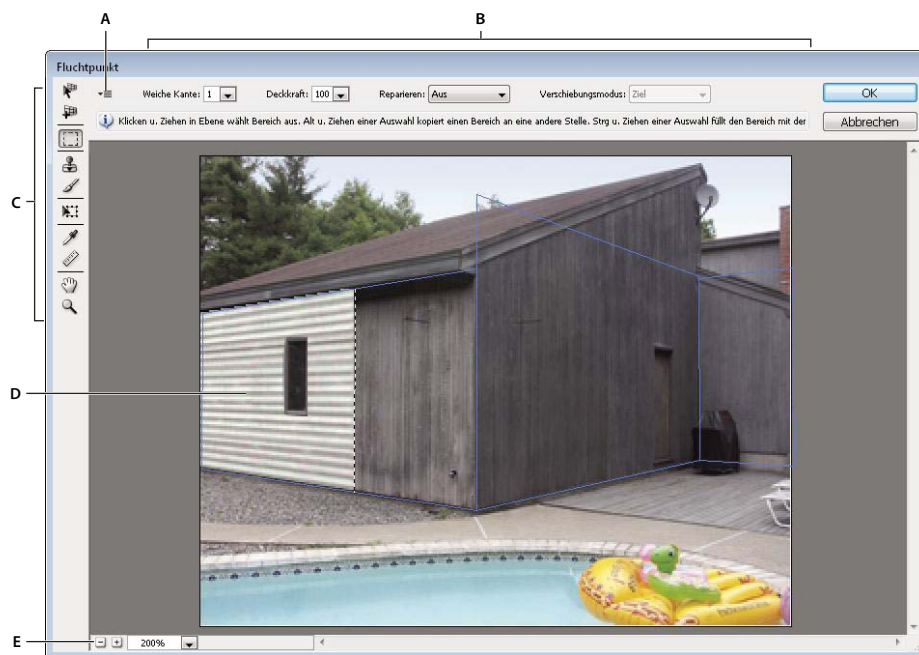 A
B
Fluchtpunkt
Weiche Kante: 1 Deckkraft: 100 Reparieren: Aus Verschiebungsmodus: Ziel OK
Klicken u. Ziehen in Ebene wählt Bereich aus. Alt u. Ziehen einer Auswahl kopiert einen Bereich an eine andere Stelle. Strg u. Ziehen einer Auswahl füllt den Bereich mit der Abbrechen
C
D
E
200%